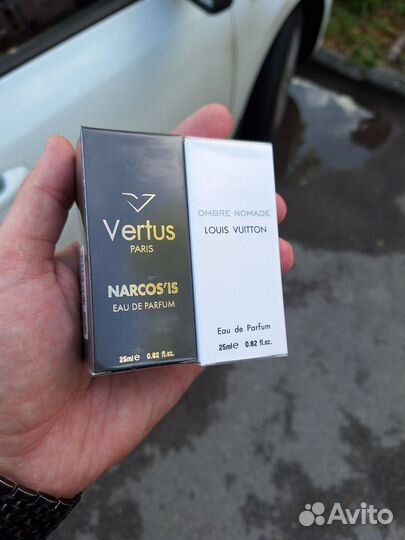 Vertus
PARIS
NARCOS'IS
EAU DE PARFUM
25ml e 0.82 fl.oz.
OMBRE NOMADE
LOUIS VUITTON
Eau de Parfum
25ml e 0.82 fl.oz.
Avito